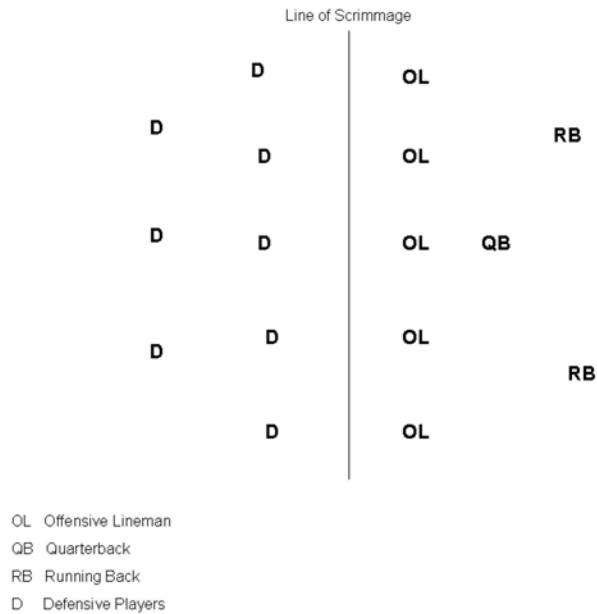 Line of Scrimmage
D OL
D RB
D OL
D D OL QB
D OL
D
RB
D OL
OL Offensive Lineman
QB Quarterback
RB Running Back
D Defensive Players